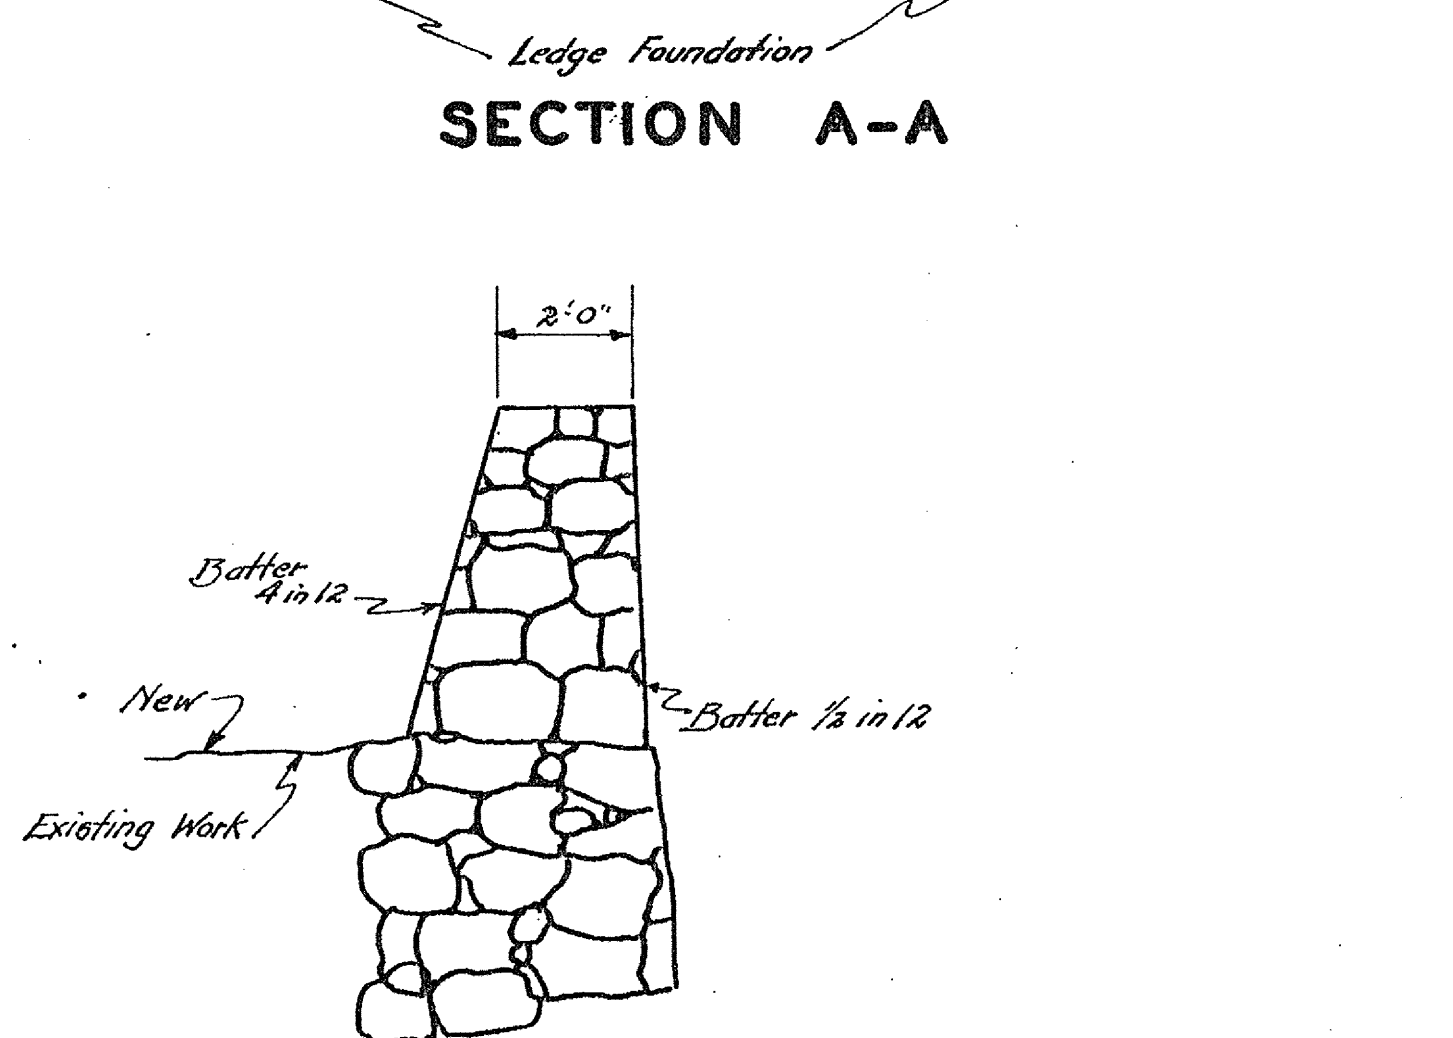 Ledge Foundation
SECTION A-A
2'-0"
Batter
4 in 12
New
Batter 1/2 in 12
Existing Work